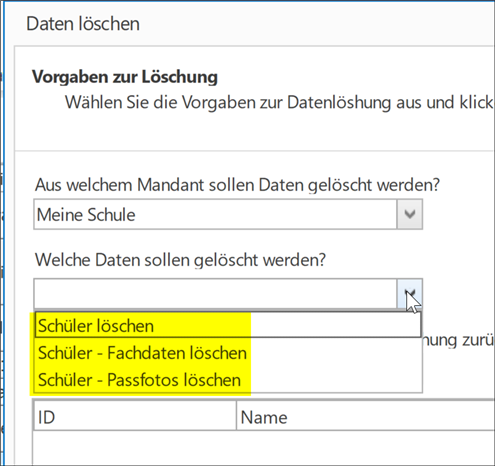 Daten löschen
Vorgaben zur Löschung
Wählen Sie die Vorgaben zur Datenlöshung aus und klick
Aus welchem Mandant sollen Daten gelöscht werden?
Meine Schule
Welche Daten sollen gelöscht werden?
Schüler löschen
nung zurü
Schüler - Fachdaten löschen
Schüler - Passfotos löschen
ID Name